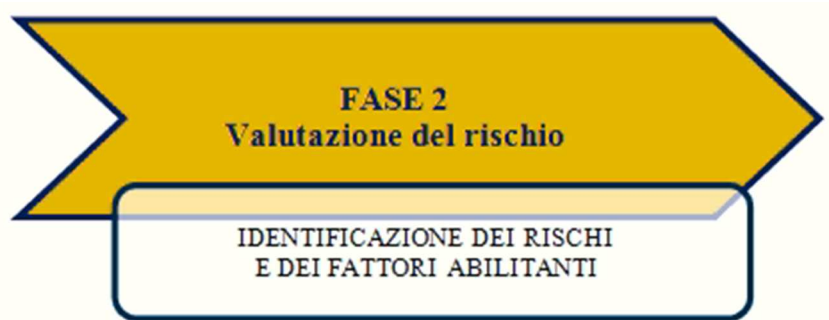 FASE 2
Valutazione del rischio
IDENTIFICAZIONE DEI RISCHI
E DEI FATTORI ABILITANTI